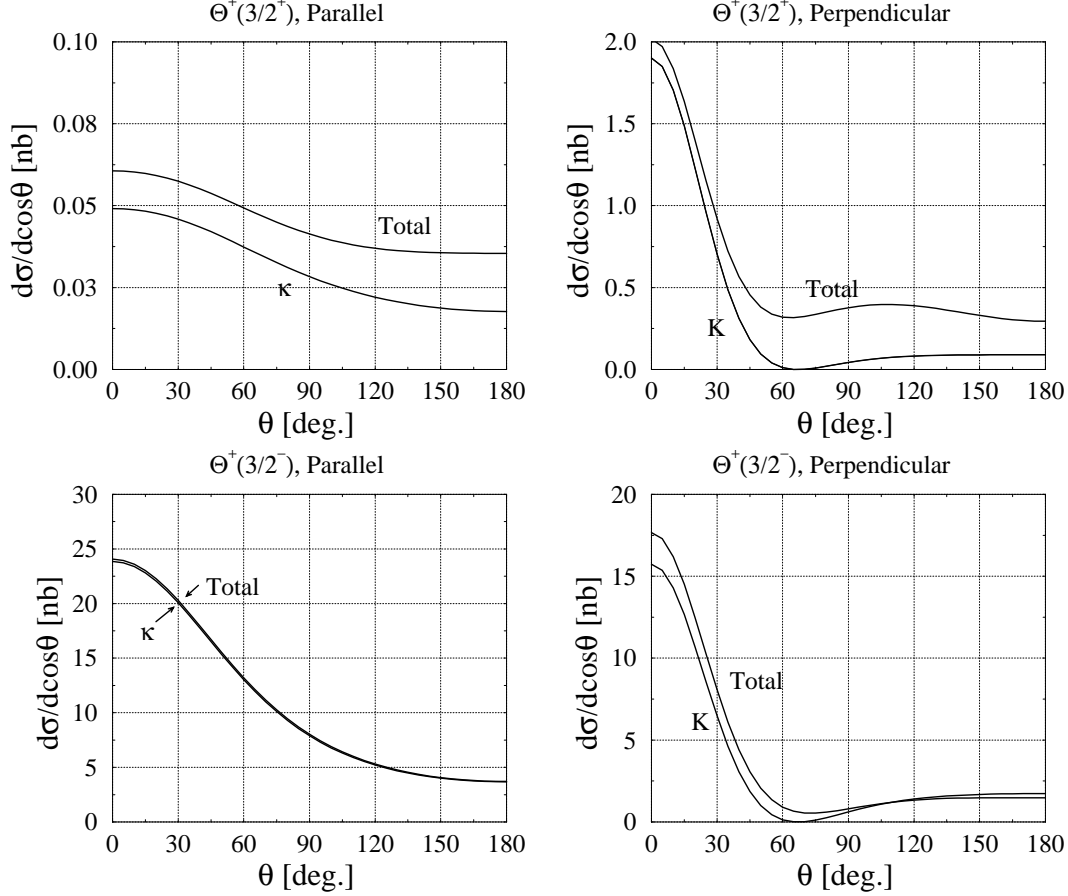 Θ⁺(3/2⁺), Parallel
dσ/dcosθ [nb]
0.10
0.08
0.05
0.03
0.00
Total
κ
0 30 60 90 120 150 180
θ [deg.]
Θ⁺(3/2⁺), Perpendicular
dσ/dcosθ [nb]
2.0
1.5
1.0
0.5
0.0
Total
K
0 30 60 90 120 150 180
θ [deg.]
Θ⁺(3/2⁻), Parallel
dσ/dcosθ [nb]
30
25
20
15
10
5
0
Total
κ
0 30 60 90 120 150 180
θ [deg.]
Θ⁺(3/2⁻), Perpendicular
dσ/dcosθ [nb]
20
15
10
5
0
Total
K
0 30 60 90 120 150 180
θ [deg.]